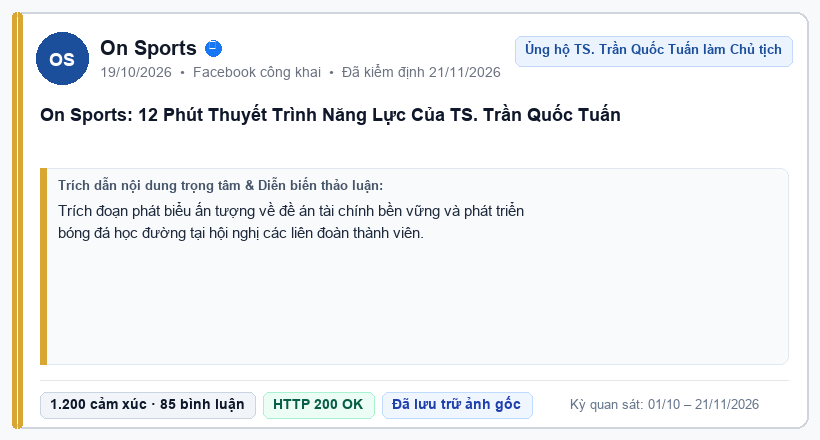 OS
On Sports
19/10/2026 • Facebook công khai • Đã kiểm định 21/11/2026
Ủng hộ TS. Trần Quốc Tuấn làm Chủ tịch
On Sports: 12 Phút Thuyết Trình Năng Lực Của TS. Trần Quốc Tuấn
Trích dẫn nội dung trọng tâm & Diễn biến thảo luận:
Trích đoạn phát biểu ấn tượng về đề án tài chính bền vững và phát triển
bóng đá học đường tại hội nghị các liên đoàn thành viên.
1.200 cảm xúc · 85 bình luận
HTTP 200 OK
Đã lưu trữ ảnh gốc
Kỳ quan sát: 01/10 – 21/11/2026